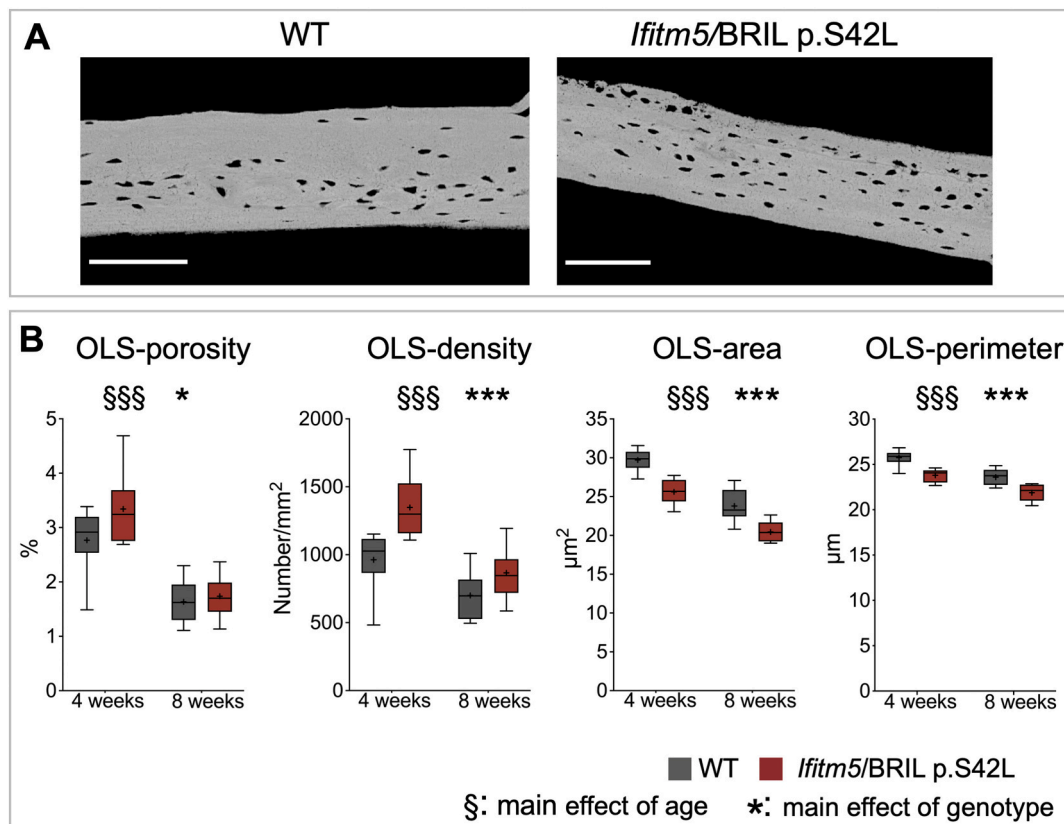 A
WT
Ifitm5/BRIL p.S42L
B
OLS-porosity
§§§ *
5
4
3
2
1
0
%
4 weeks 8 weeks
OLS-density
§§§ ***
2000
1500
1000
500
0
Number/mm²
4 weeks 8 weeks
OLS-area
§§§ ***
35
30
25
20
15
10
5
0
µm²
4 weeks 8 weeks
OLS-perimeter
§§§ ***
30
25
20
15
10
5
0
µm
4 weeks 8 weeks
WT Ifitm5/BRIL p.S42L
§: main effect of age *: main effect of genotype